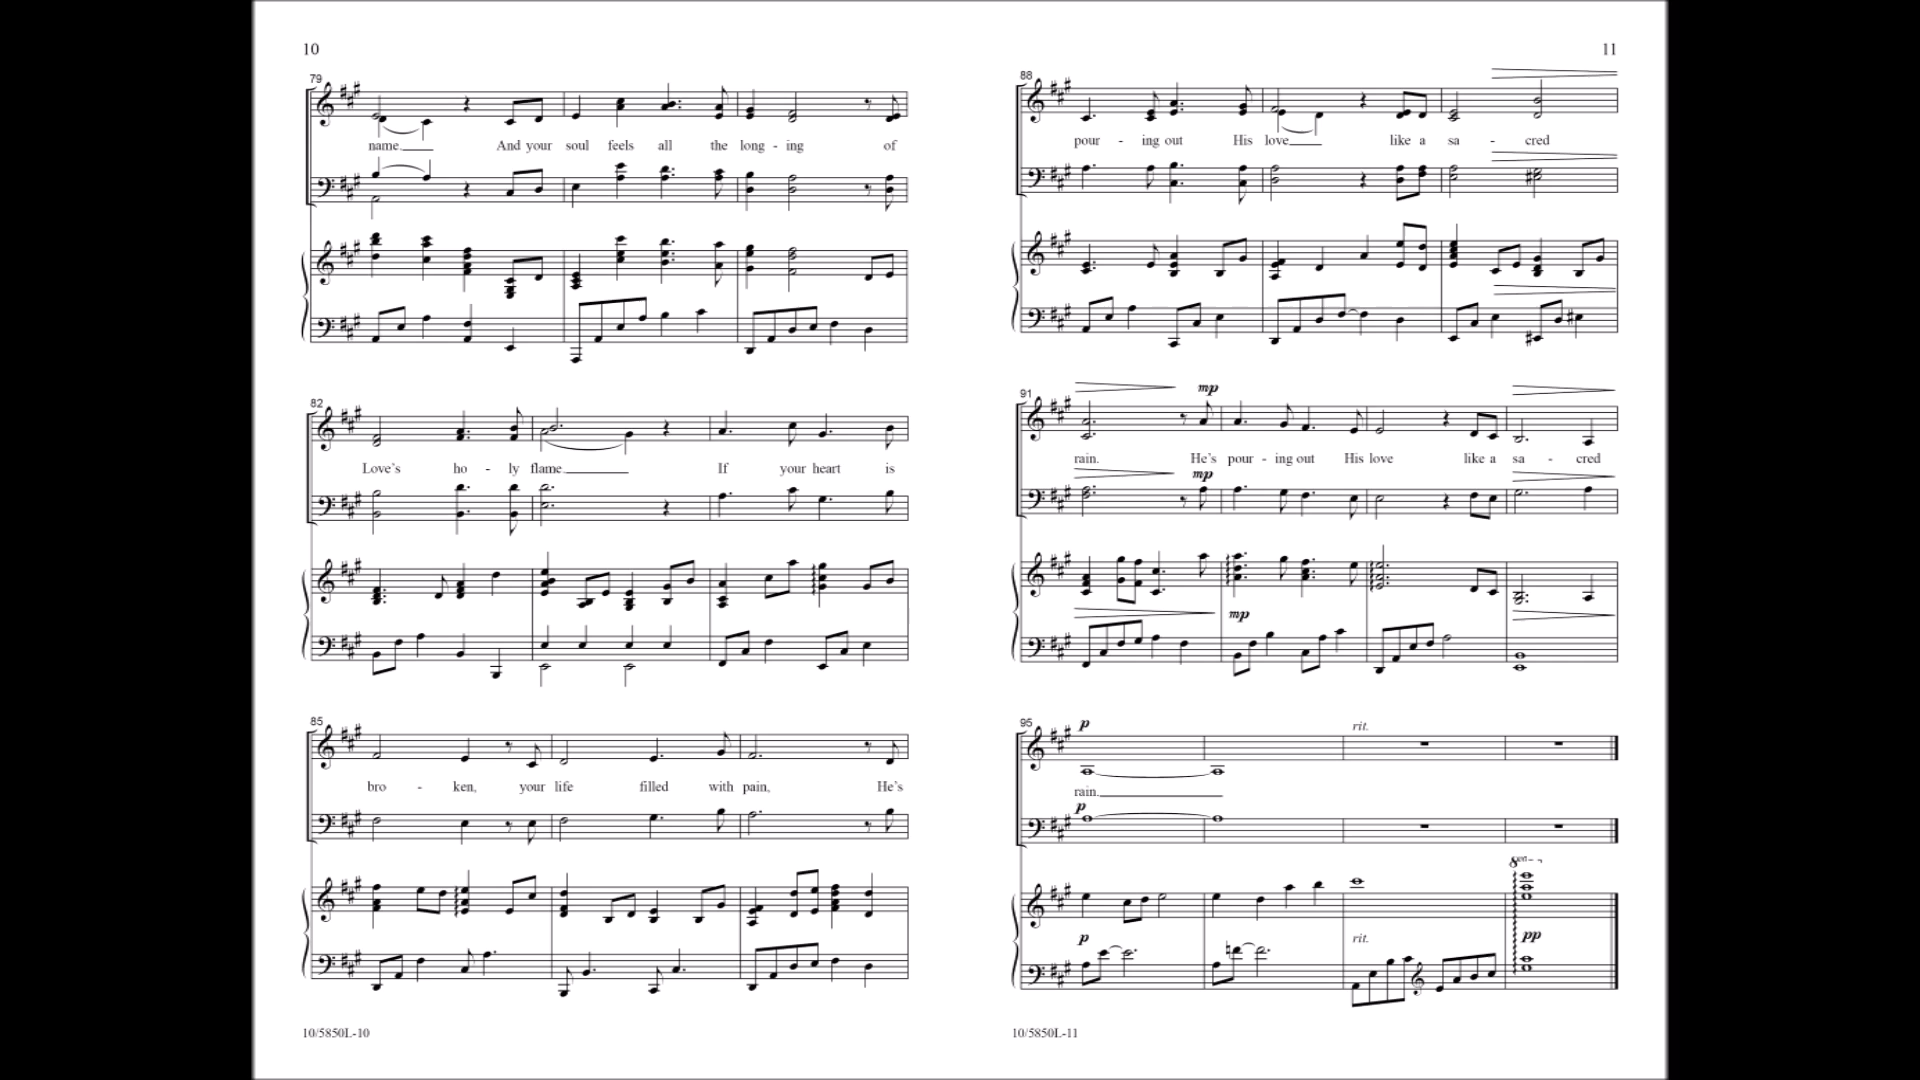 10
79
name. And your soul feels all the long - ing of
82
Love's ho - ly flame. If your heart is
85
bro - ken, your life filled with pain, He's
10/5850L-10
11
88
pour - ing out His love like a sa - cred
91
mp
rain. He's pour - ing out His love like a sa - cred
mp
mp
95
p
rit.
rain.
p
8va
p
rit.
pp
10/5850L-11